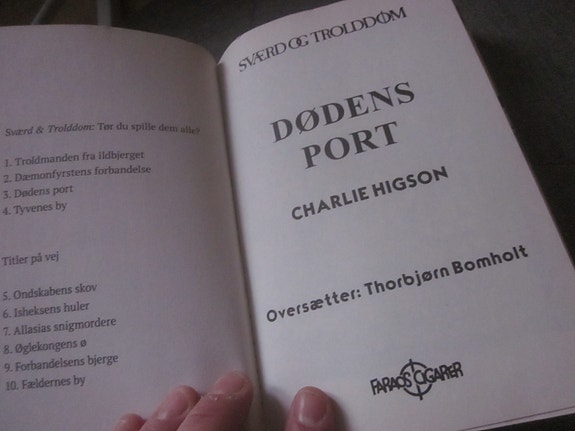 Sværd & Trolddom: Tør du spille dem alle?
1. Troldmanden fra ildbjerget
2. Dæmonfyrstens forbandelse
3. Dødens port
4. Tyvenes by
Titler på vej
5. Ondskabens skov
6. Isheksens huler
7. Allasias snigmordere
8. Øglekongens ø
9. Forbandelsens bjerge
10. Fældernes by
SVÆRD OG TROLDDOM
DØDENS
PORT
CHARLIE HIGSON
Oversætter: Thorbjørn Bomholt
FARAOS CIGARER